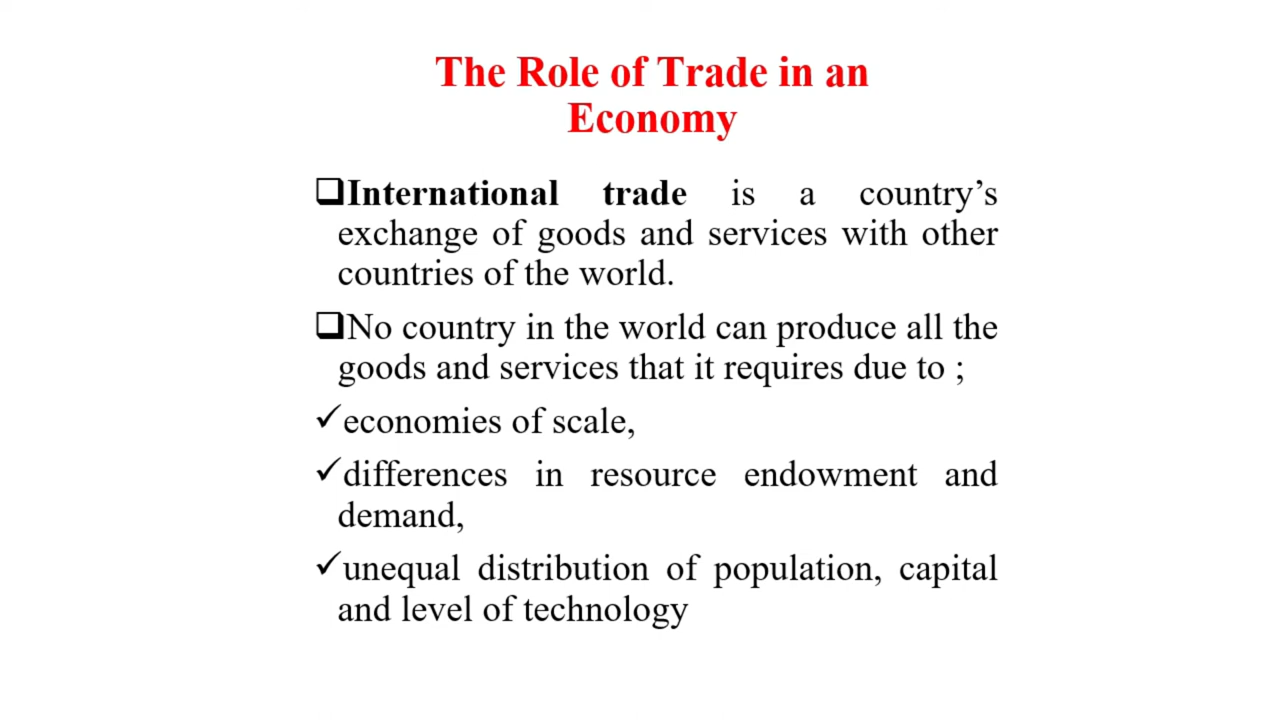 The Role of Trade in an
Economy
❑International trade is a country’s
exchange of goods and services with other
countries of the world.
❑No country in the world can produce all the
goods and services that it requires due to ;
✓economies of scale,
✓differences in resource endowment and
demand,
✓unequal distribution of population, capital
and level of technology